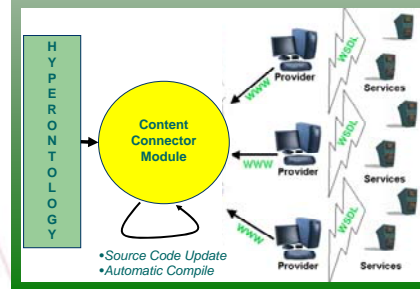 HYPERONTOLOGY
Content
Connector
Module
•Source Code Update
•Automatic Compile
WWW
Provider
WSDL
Services
WWW
Provider
WSDL
Services
WWW
Provider
WSDL
Services